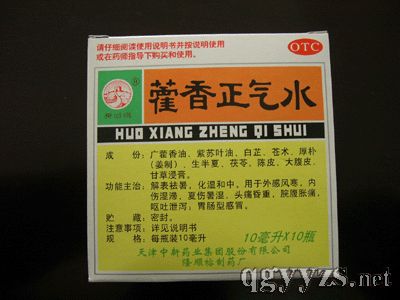 请仔细阅读使用说明书并按说明使用
或在药师指导下购买和使用。
OTC
藿香正气水
HUO XIANG ZHENG QI SHUI
成份：广藿香油、紫苏叶油、白芷、苍术、厚朴
（姜制）、生半夏、茯苓、陈皮、大腹皮、
甘草浸膏。
功能主治：解表祛暑，化湿和中，用于外感风寒，内
伤湿滞，夏伤暑湿，头痛昏重，脘腹胀痛，
呕吐泄泻；胃肠型感冒。
贮藏：密封。
注意事项：详见说明书
规格：每瓶装10毫升
10毫升X10瓶
天津中新药业集团股份有限公司
隆顺榕制药厂
qgyyzs.net